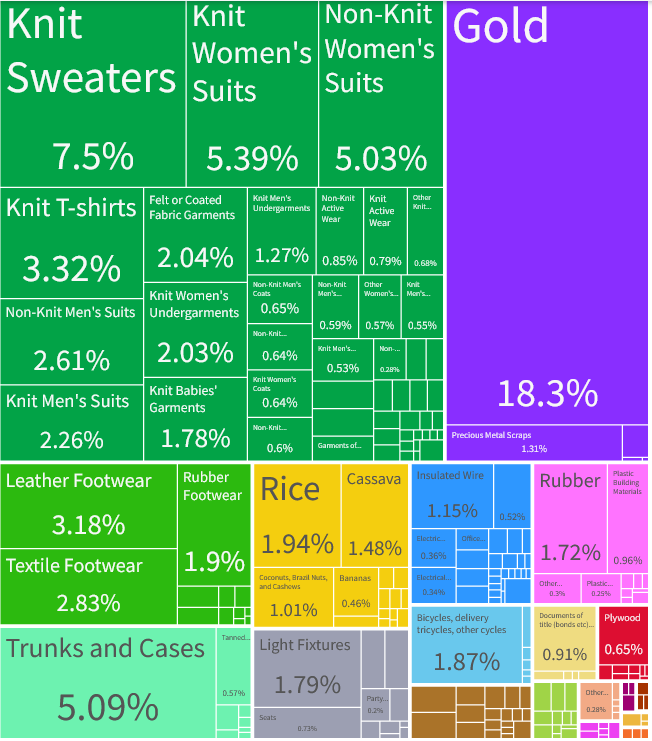 Knit
Sweaters
7.5%
Knit
Women's
Suits
5.39%
Non-Knit
Women's
Suits
5.03%
Gold
18.3%
Precious Metal Scraps
1.31%
Knit T-shirts
3.32%
Non-Knit Men's Suits
2.61%
Knit Men's Suits
2.26%
Felt or Coated
Fabric Garments
2.04%
Knit Women's
Undergarments
2.03%
Knit Babies'
Garments
1.78%
Knit Men's
Undergarments
1.27%
Non-Knit
Active
Wear
0.85%
Knit
Active
Wear
0.79%
Other
Knit...
0.68%
Non-Knit Men's
Coats
0.65%
Non-Knit...
0.64%
Knit Women's
Coats
0.64%
Non-Knit...
0.6%
Non-Knit
Men's...
0.59%
Other
Women's...
0.57%
Knit
Men's...
0.55%
Knit Men's...
0.53%
Non-...
0.28%
Garments of...
Leather Footwear
3.18%
Textile Footwear
2.83%
Rubber
Footwear
1.9%
Trunks and Cases
5.09%
Tanned...
0.57%
Rice
1.94%
Cassava
1.48%
Coconuts, Brazil Nuts,
and Cashews
1.01%
Bananas
0.46%
Light Fixtures
1.79%
Seats
0.73%
Party...
0.2%
Insulated Wire
1.15%
0.52%
Electric...
0.36%
Office...
Electrical...
0.34%
Bicycles, delivery
tricycles, other cycles
1.87%
Rubber
1.72%
Plastic
Building
Materials
0.96%
Other...
0.3%
Plastic...
0.25%
Documents of
title (bonds etc)...
0.91%
Plywood
0.65%
Other...
0.28%